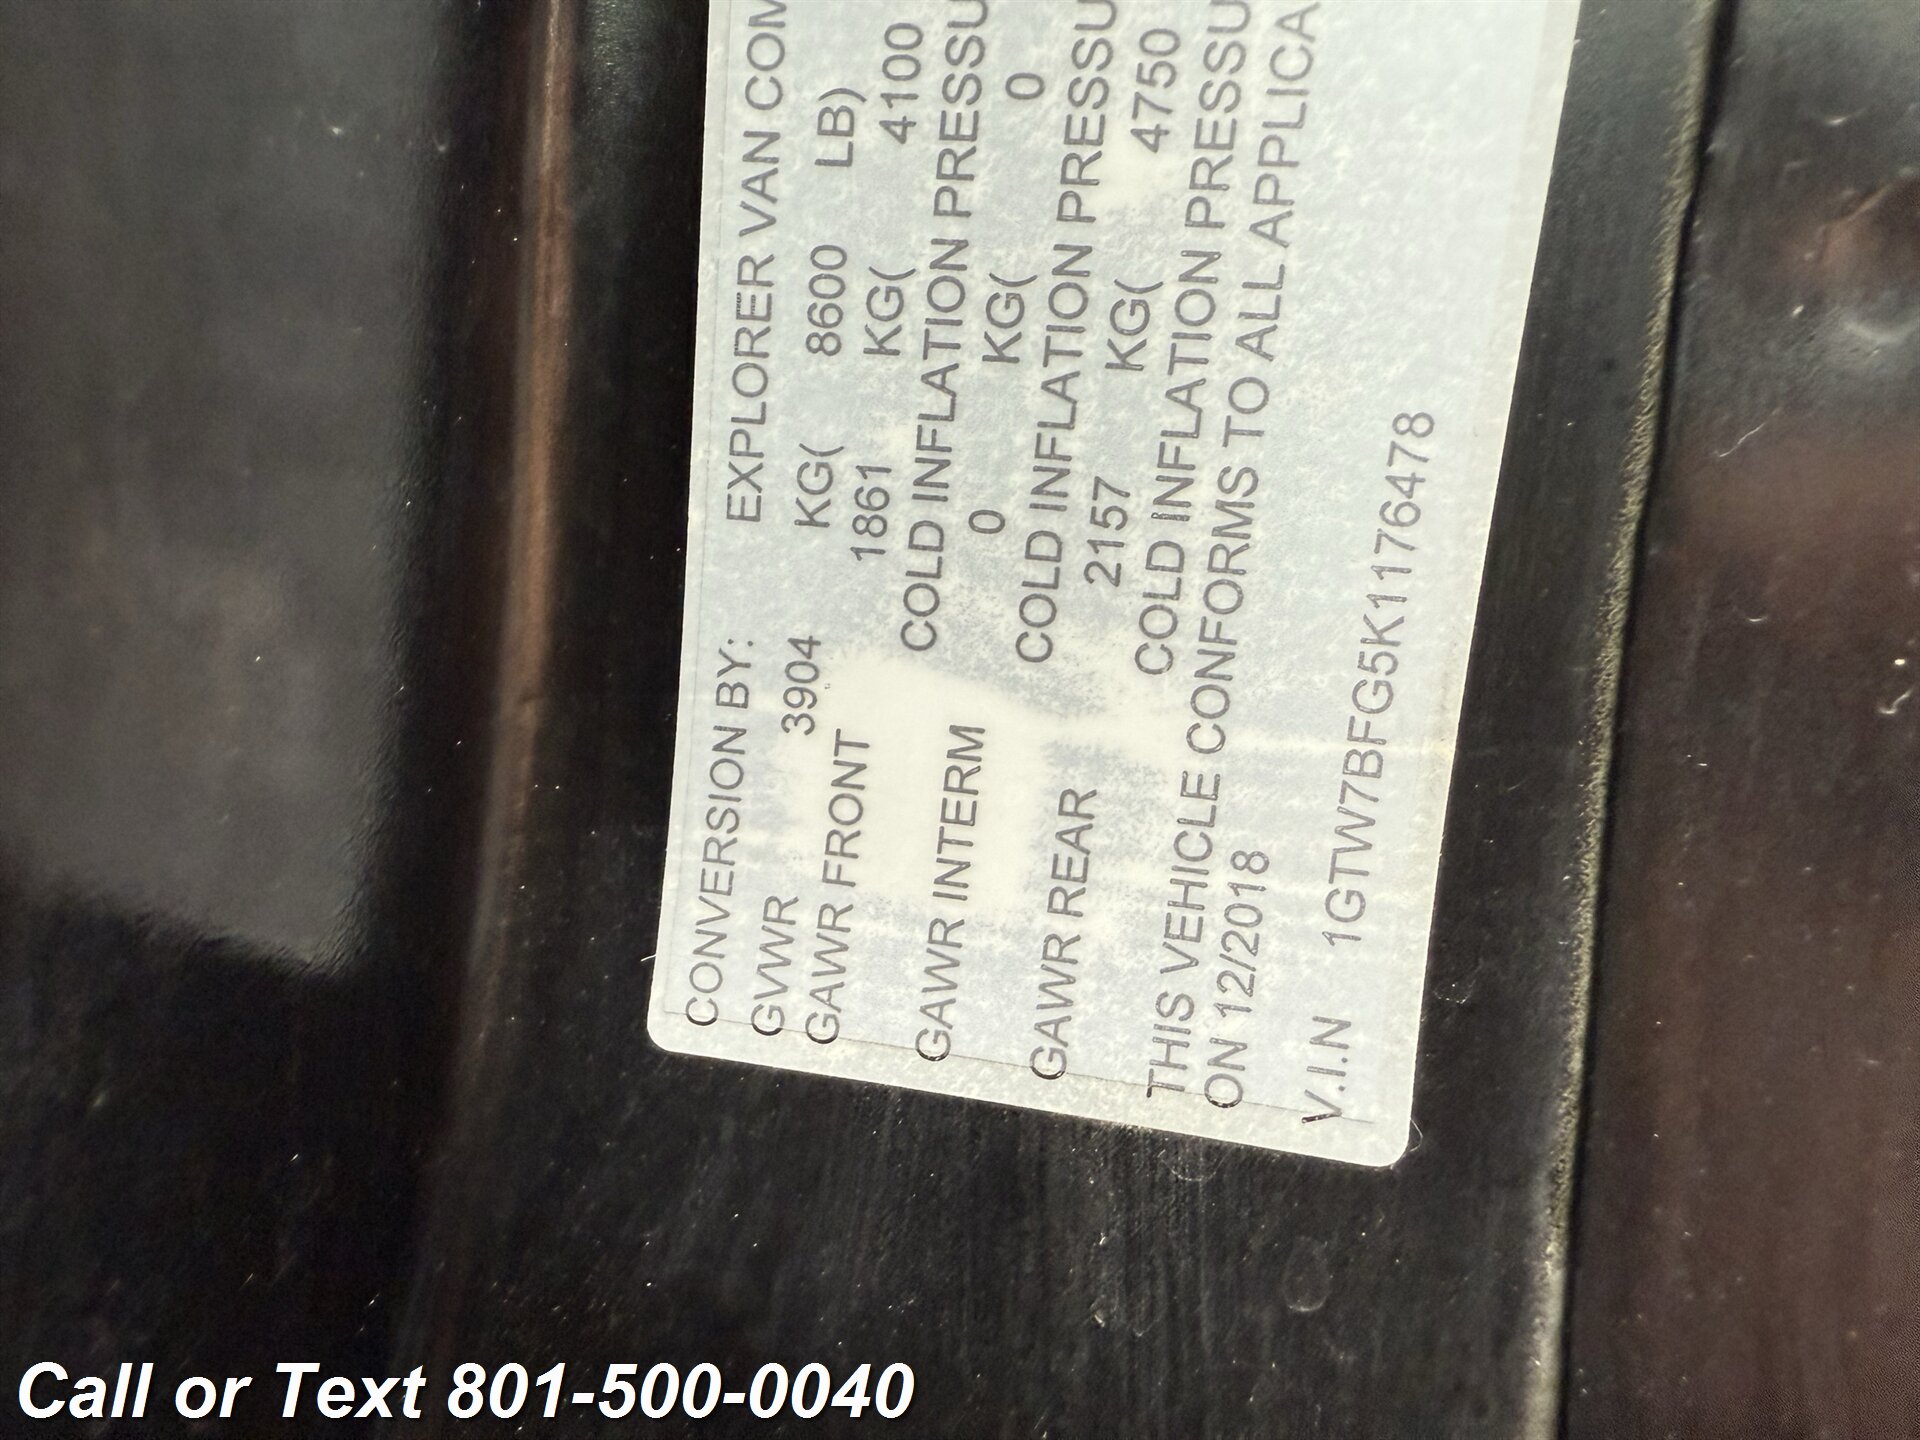 CONVERSION BY: EXPLORER VAN COM
GVWR 3904 KG( 8600 LB)
GAWR FRONT 1861 KG( 4100
COLD INFLATION PRESSU
GAWR INTERM 0 KG( 0
COLD INFLATION PRESSU
GAWR REAR 2157 KG( 4750
COLD INFLATION PRESSU
THIS VEHICLE CONFORMS TO ALL APPLICA
ON 12/2018
V.I.N 1GTW7BFG5K1176478
Call or Text 801-500-0040